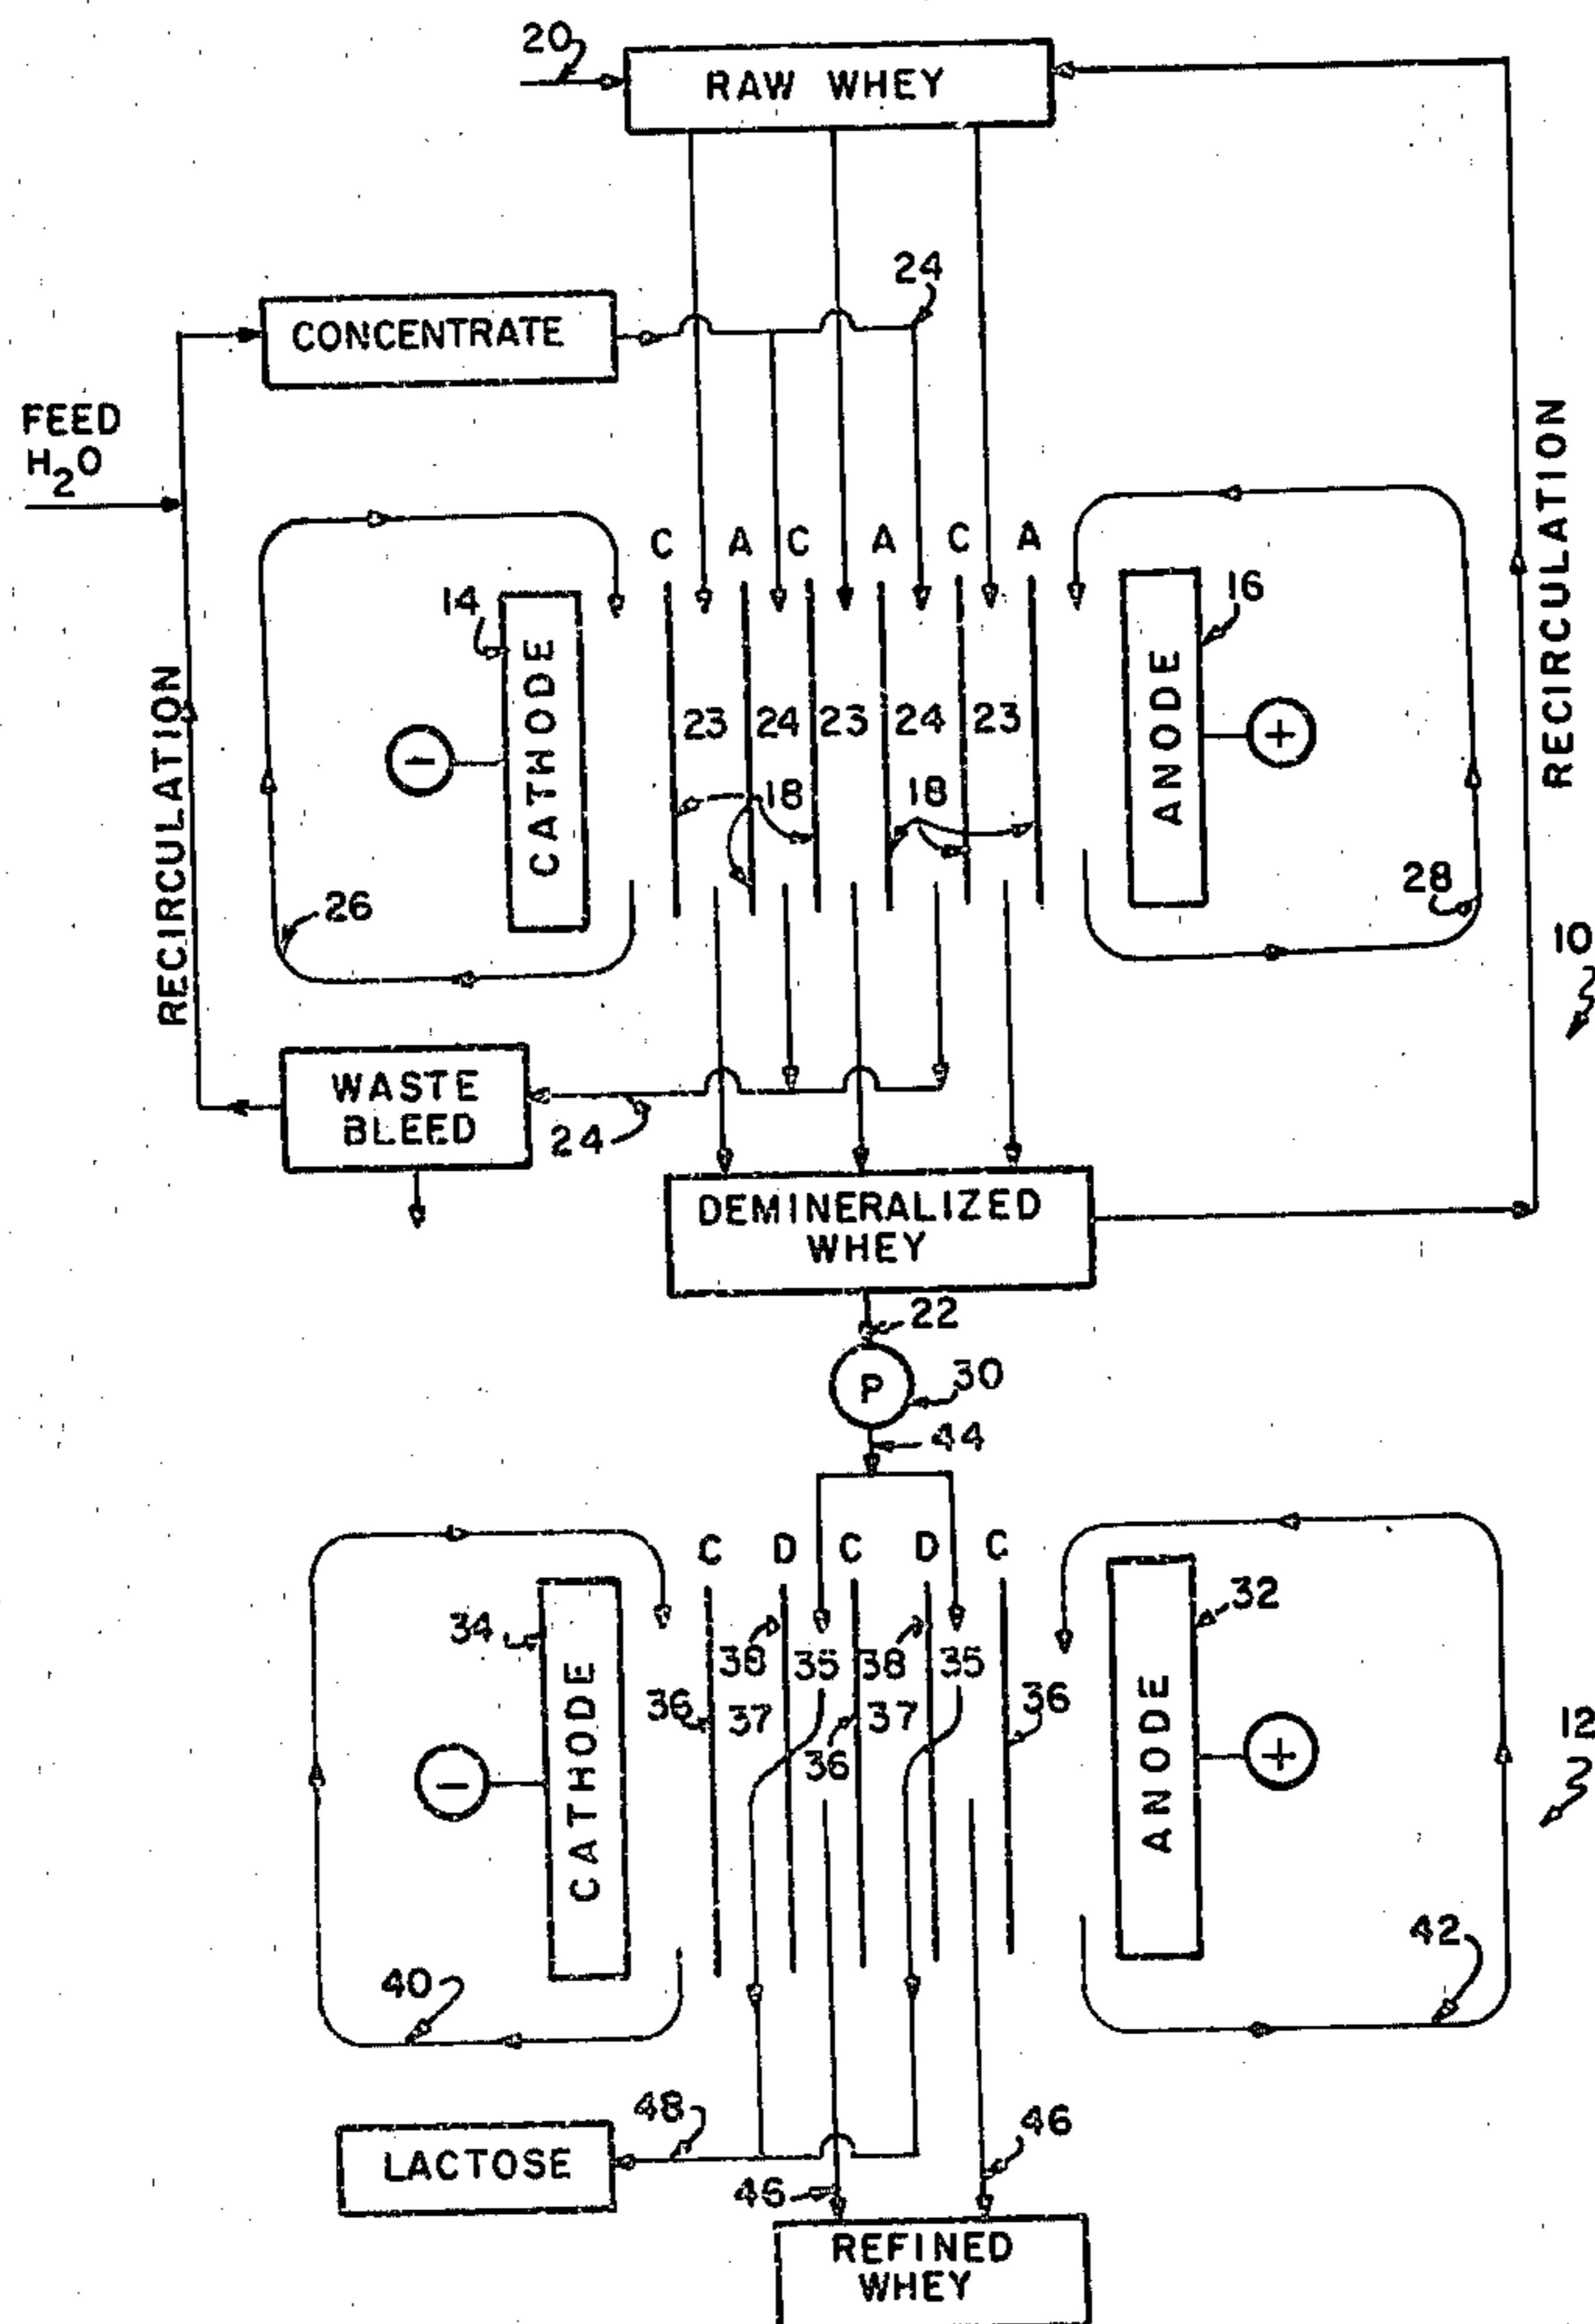 20
RAW WHEY
24
CONCENTRATE
FEED
H2O
RECIRCULATION
C A C A C A
14
16
CATHODE
ANODE
23 24 23 24 23
− +
18 18
RECIRCULATION
26
28
10
WASTE
BLEED
24
DEMINERALIZED
WHEY
22
P
30
44
C D C D C
34
32
38 35 38 35
36 37 37 36
36
CATHODE
ANODE
− +
12
40
42
48
46
LACTOSE
46
REFINED
WHEY